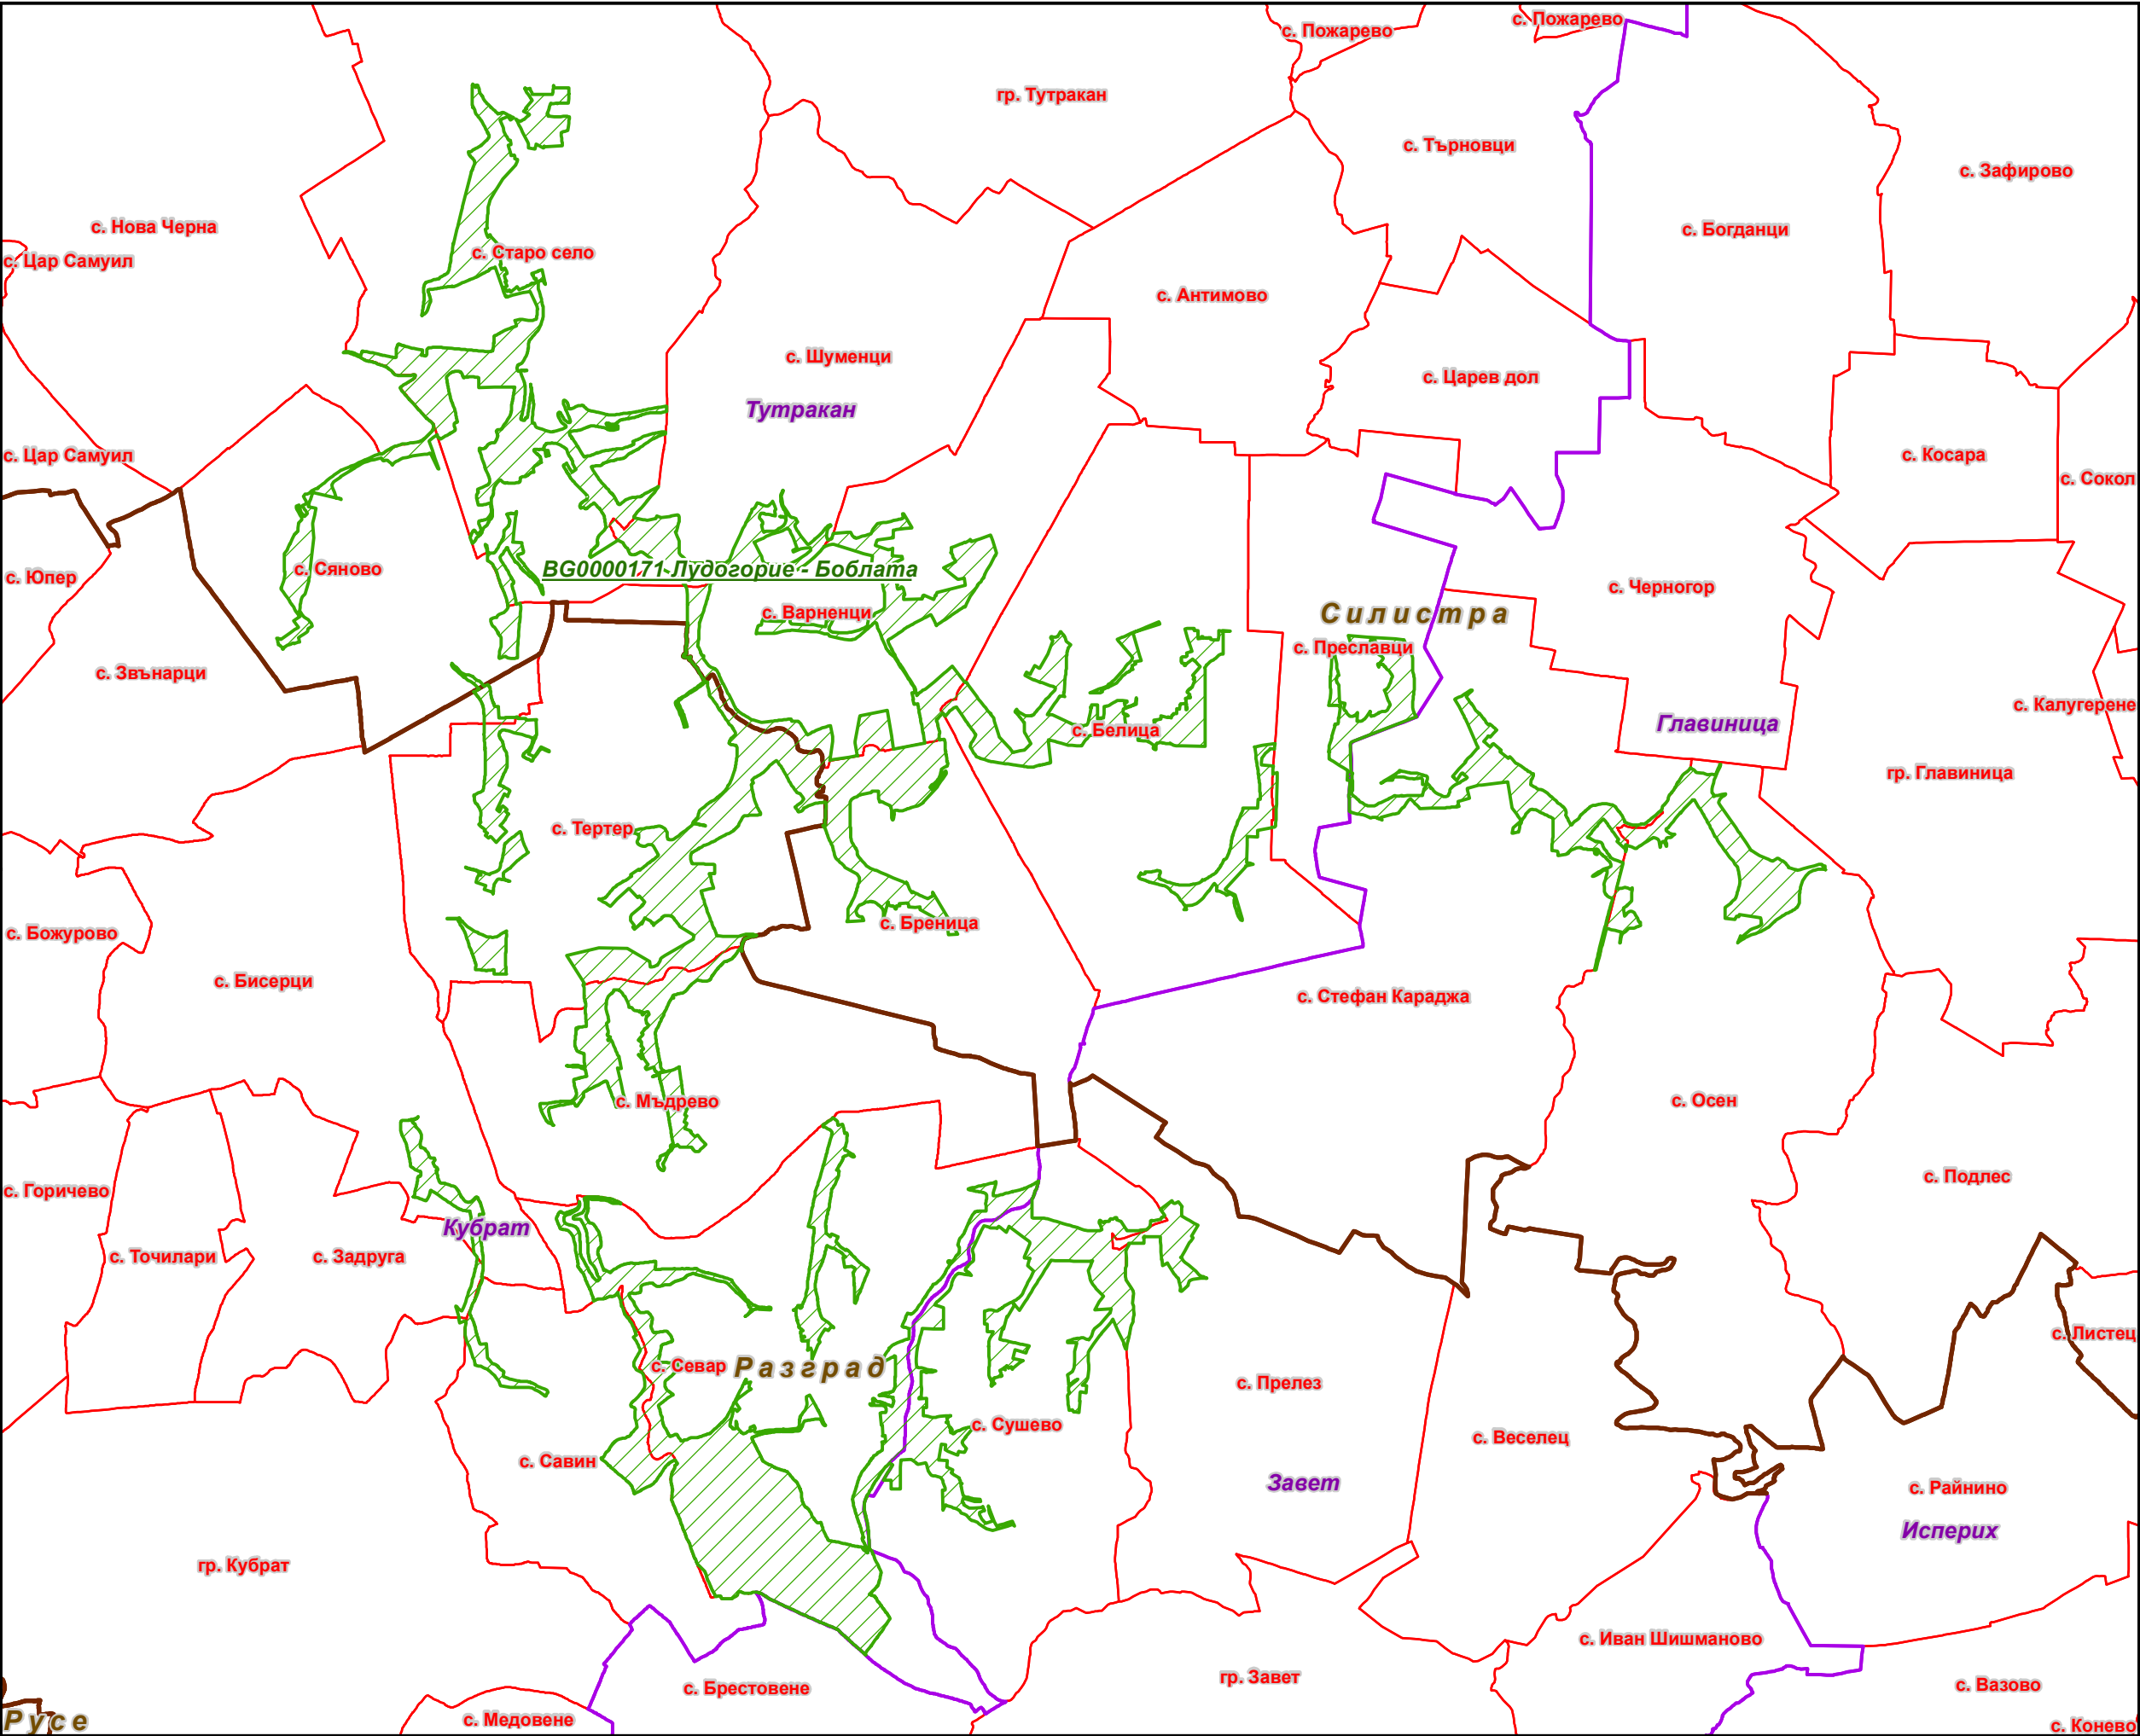 с. Пожарево
с. Пожарево
гр. Тутракан
с. Търновци
с. Зафирово
с. Нова Черна
с. Богданци
с. Старо село
с. Цар Самуил
с. Антимово
с. Шуменци
с. Царев дол
Тутракан
с. Цар Самуил
с. Косара
с. Сокол
BG0000171 Лудогорие - Боблата
с. Сяново
с. Юпер
с. Черногор
с. Варненци
Силистра
с. Преславци
с. Звънарци
с. Калугерене
Главиница
с. Белица
гр. Главиница
с. Тертер
с. Бреница
с. Божурово
с. Бисерци
с. Стефан Караджа
с. Мъдрево
с. Осен
с. Подлес
с. Горичево
Кубрат
с. Точилари
с. Задруга
с. Листец
с. Севар
Разград
с. Прелез
с. Сушево
с. Веселец
с. Савин
Завет
с. Райнино
Исперих
гр. Кубрат
с. Иван Шишманово
гр. Завет
с. Вазово
с. Брестовене
с. Медовене
Русе
с. Конево